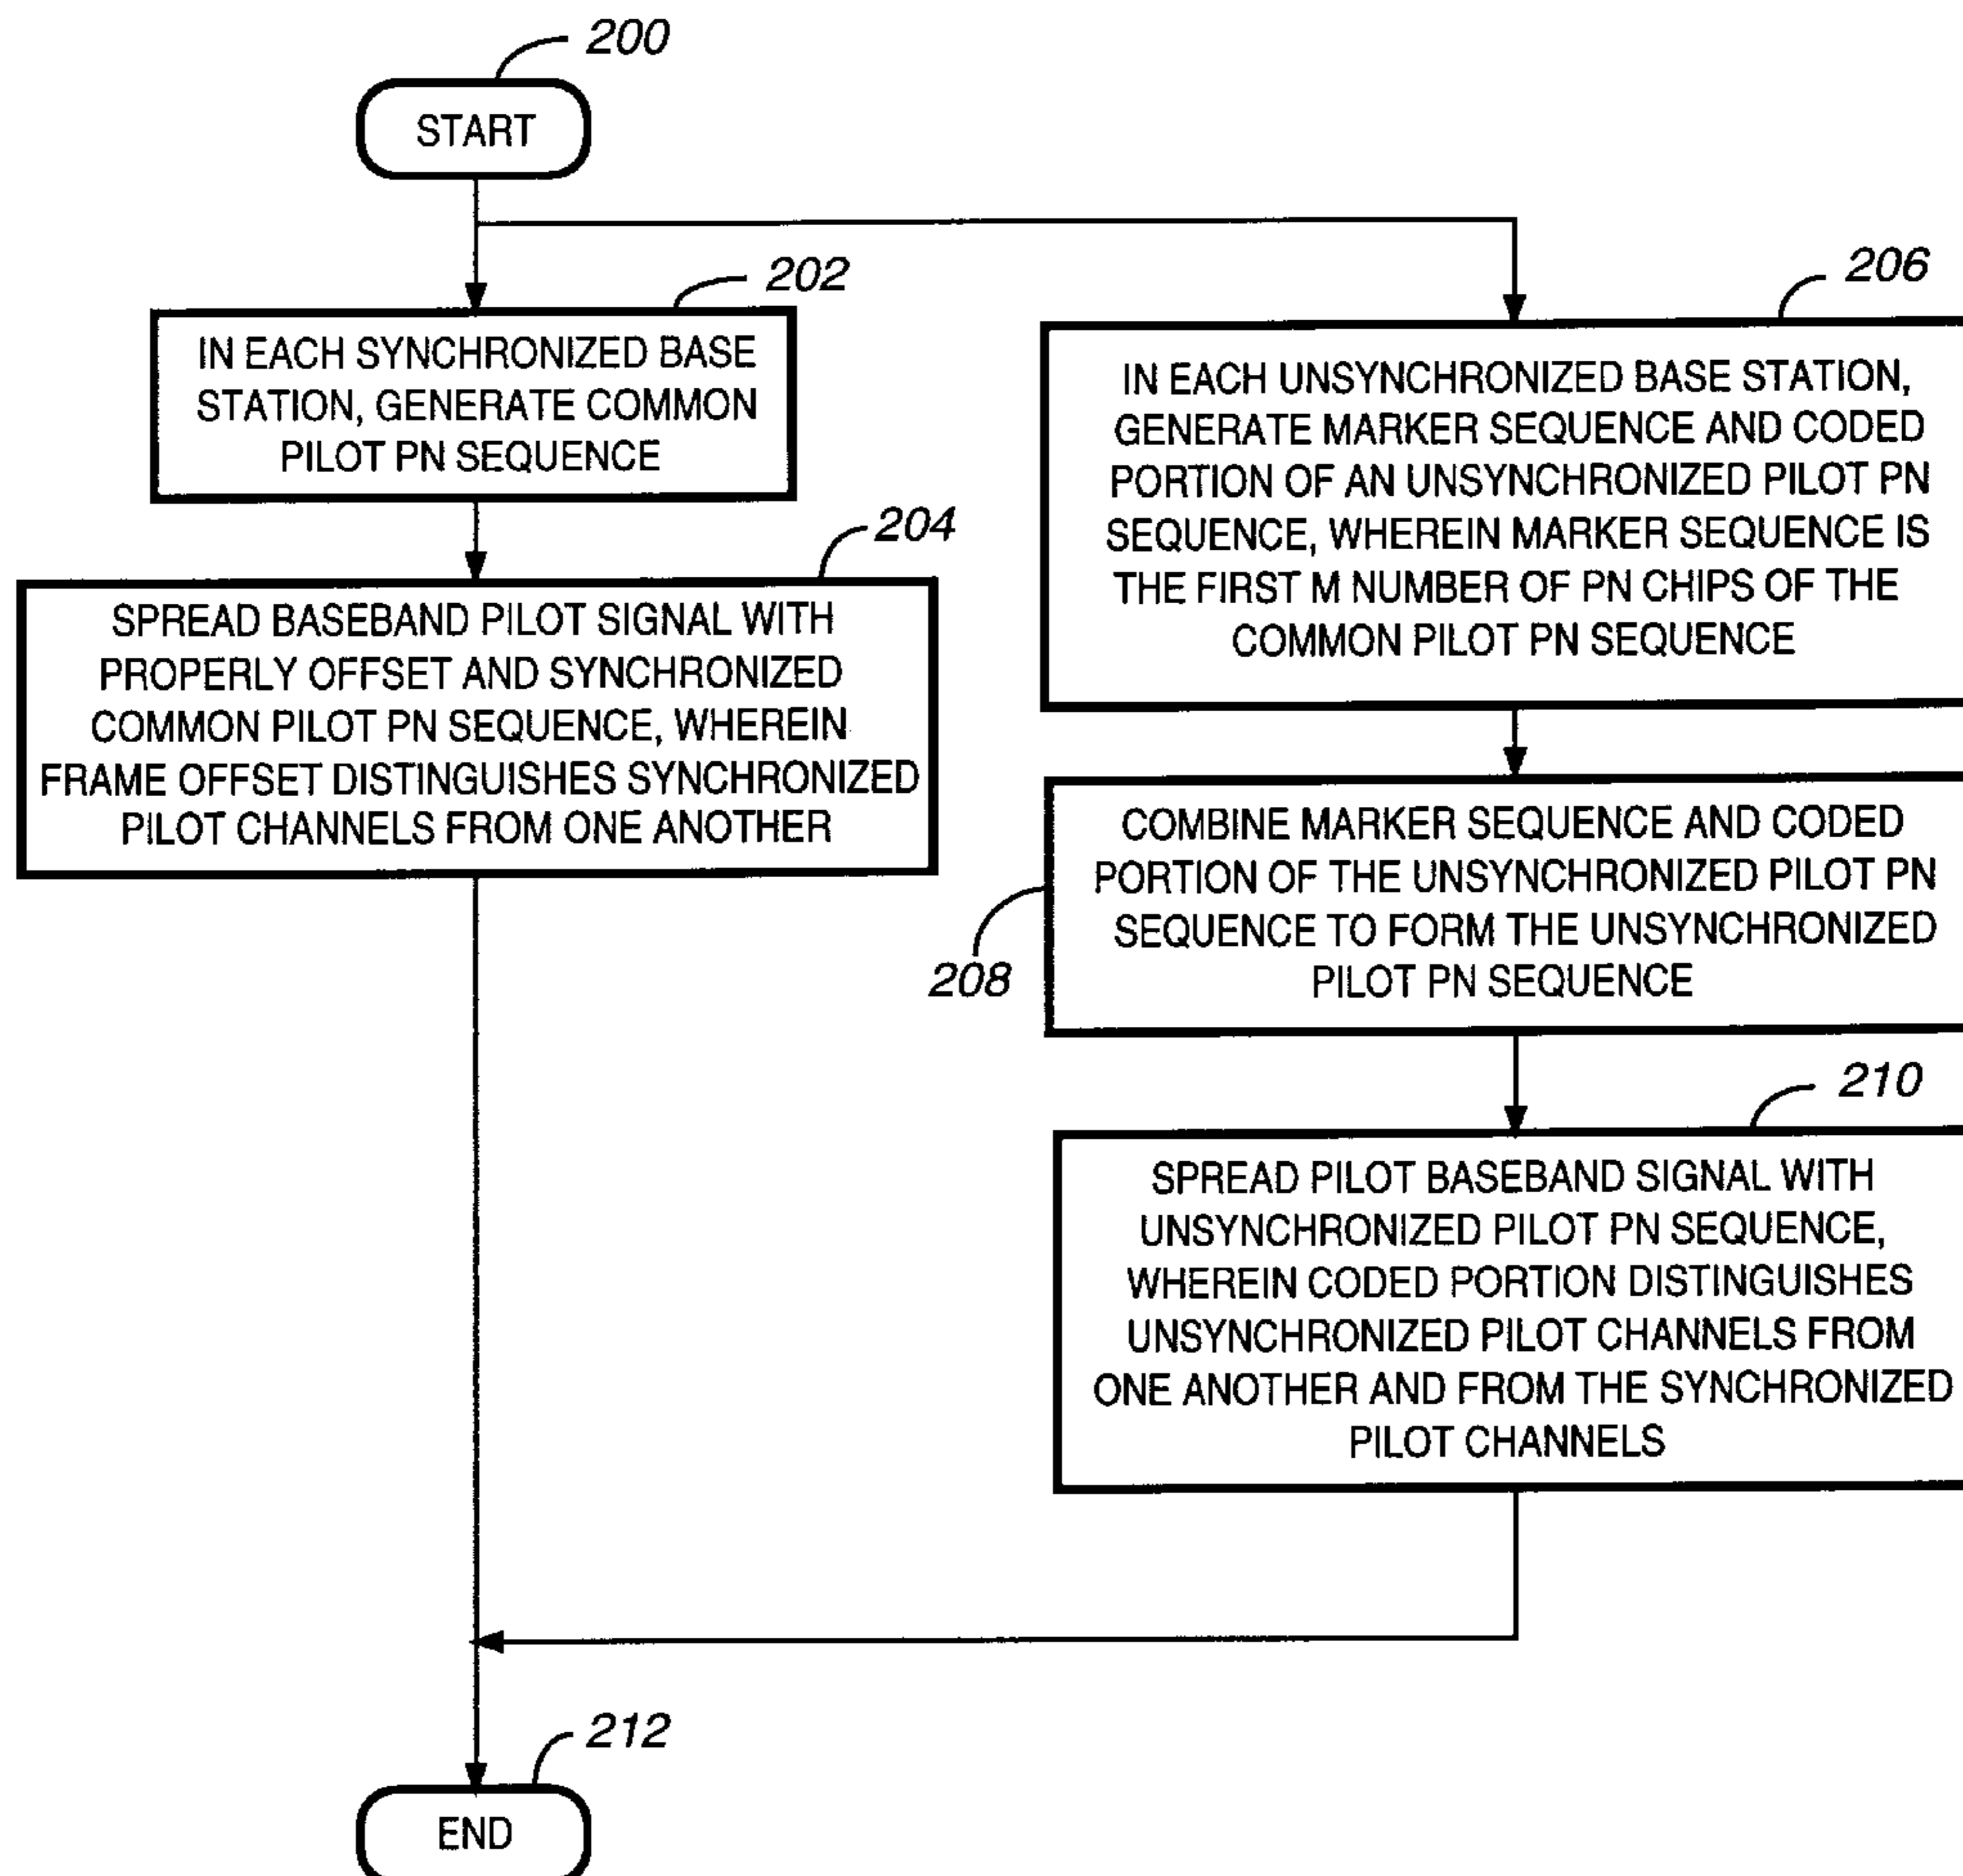 200
START
202
IN EACH SYNCHRONIZED BASE
STATION, GENERATE COMMON
PILOT PN SEQUENCE
204
SPREAD BASEBAND PILOT SIGNAL WITH
PROPERLY OFFSET AND SYNCHRONIZED
COMMON PILOT PN SEQUENCE, WHEREIN
FRAME OFFSET DISTINGUISHES SYNCHRONIZED
PILOT CHANNELS FROM ONE ANOTHER
206
IN EACH UNSYNCHRONIZED BASE STATION,
GENERATE MARKER SEQUENCE AND CODED
PORTION OF AN UNSYNCHRONIZED PILOT PN
SEQUENCE, WHEREIN MARKER SEQUENCE IS
THE FIRST M NUMBER OF PN CHIPS OF THE
COMMON PILOT PN SEQUENCE
208
COMBINE MARKER SEQUENCE AND CODED
PORTION OF THE UNSYNCHRONIZED PILOT PN
SEQUENCE TO FORM THE UNSYNCHRONIZED
PILOT PN SEQUENCE
210
SPREAD PILOT BASEBAND SIGNAL WITH
UNSYNCHRONIZED PILOT PN SEQUENCE,
WHEREIN CODED PORTION DISTINGUISHES
UNSYNCHRONIZED PILOT CHANNELS FROM
ONE ANOTHER AND FROM THE SYNCHRONIZED
PILOT CHANNELS
212
END